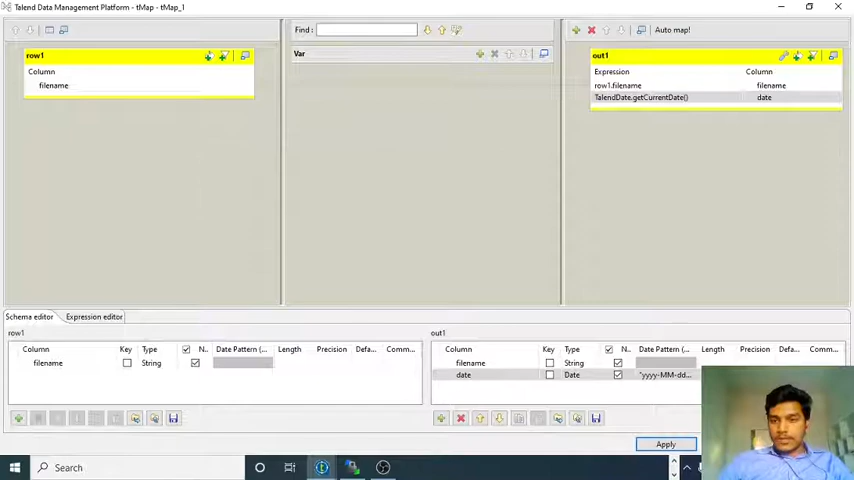 Talend Data Management Platform - tMap - tMap_1
Find :
Auto map!
row1
Column
filename
Var
out1
Expression Column
row1.filename filename
TalendDate.getCurrentDate() date
Schema editor Expression editor
row1
Column Key Type N.. Date Pattern (... Length Precision Defa... Comm...
filename String
out1
Column Key Type N.. Date Pattern (... Length Precision Defa... Comm...
filename String
date Date "yyyy-MM-dd...
Apply
Search